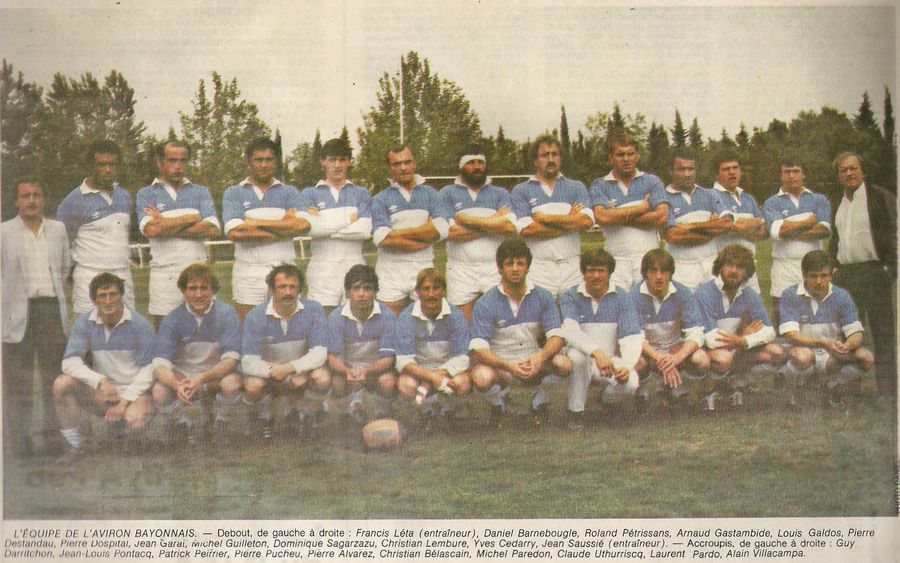 L'ÉQUIPE DE L'AVIRON BAYONNAIS. — Debout, de gauche à droite : Francis Léta (entraîneur), Daniel Barnebougle, Roland Pétrissans, Arnaud Gastambide, Louis Galdos, Pierre
Destandau, Pierre Dospital, Jean Garat, Michel Guilleton, Dominique Sagarzazu, Christian Lembure, Yves Cedarry, Jean Saussié (entraîneur). — Accroupis, de gauche à droite : Guy
Darritchon, Jean-Louis Pontacq, Patrick Peifrier, Pierre Pucheu, Pierre Alvarez, Christian Bélascain, Michel Paredon, Claude Uthurriscq, Laurent Pardo, Alain Villacampa.